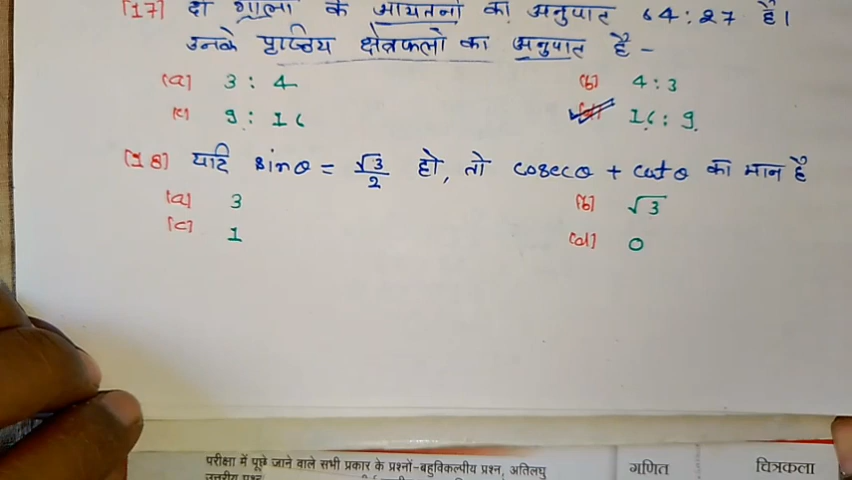 [17] दो गोलों के आयतनों का अनुपात 64:27 है।
उनके पृष्ठिय क्षेत्रफलों का अनुपात है -
(a) 3 : 4 (b) 4 : 3
(c) 9 : 16 16 : 9
[18] यदि sinθ = √3/2 हो, तो cosecθ + cotθ का मान है
(a) 3 (b) √3
(c) 1 (d) 0
परीक्षा में पूछे जाने वाले सभी प्रकार के प्रश्नों-बहुविकल्पीय प्रश्न, अतिलघु गणित चित्रकला